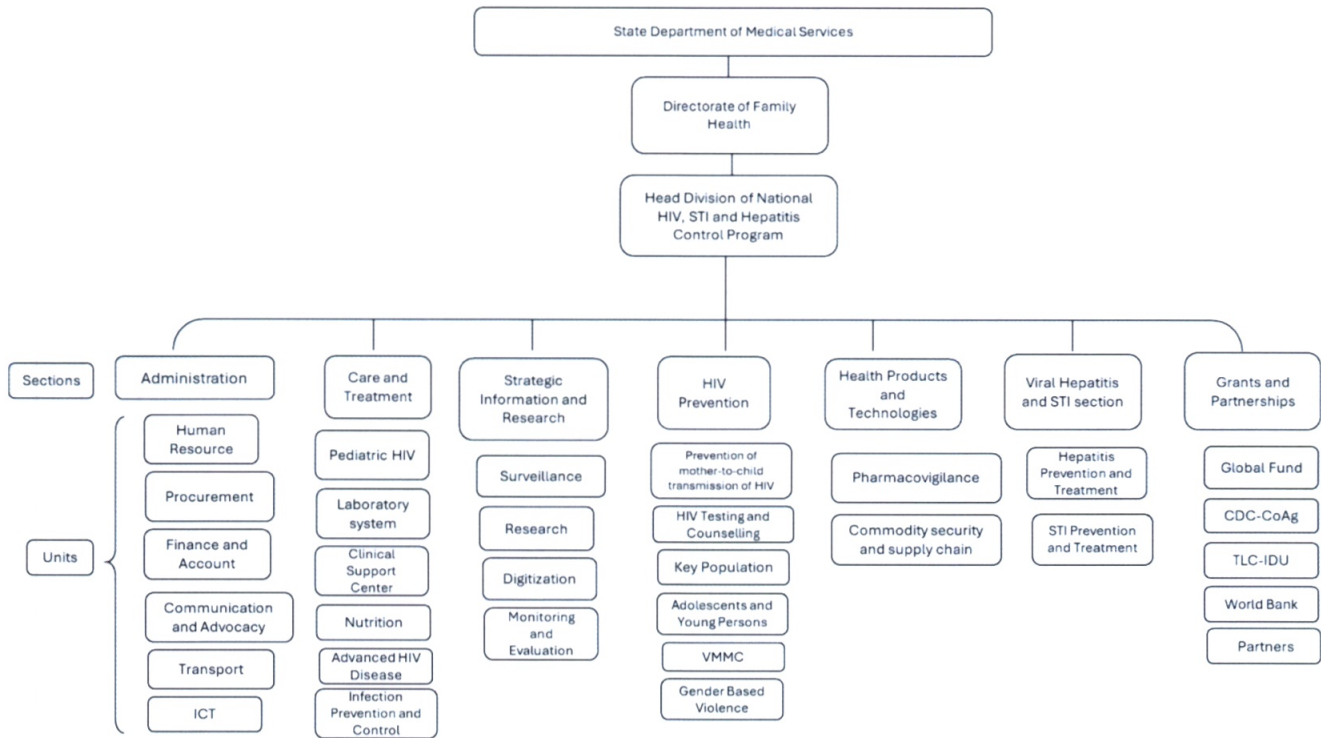 State Department of Medical Services
Directorate of Family
Health
Head Division of National
HIV, STI and Hepatitis
Control Program
Sections
Administration
Care and
Treatment
Strategic
Information and
Research
HIV
Prevention
Health Products
and
Technologies
Viral Hepatitis
and STI section
Grants and
Partnerships
Units
Human
Resource
Procurement
Finance and
Account
Communication
and Advocacy
Transport
ICT
Pediatric HIV
Laboratory
system
Clinical
Support
Center
Nutrition
Advanced HIV
Disease
Infection
Prevention and
Control
Surveillance
Research
Digitization
Monitoring
and
Evaluation
Prevention of
mother-to-child
transmission of HIV
HIV Testing and
Counselling
Key Population
Adolescents and
Young Persons
VMMC
Gender Based
Violence
Pharmacovigilance
Commodity security
and supply chain
Hepatitis
Prevention and
Treatment
STI Prevention
and Treatment
Global Fund
CDC-CoAg
TLC-IDU
World Bank
Partners